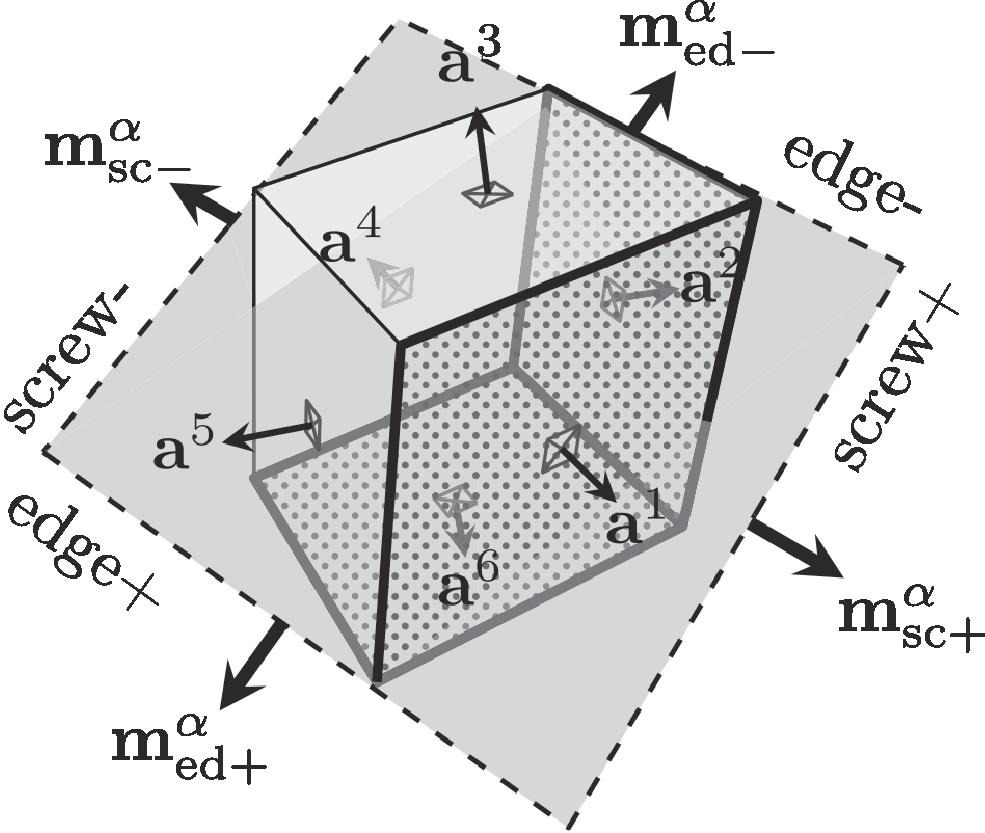 a³
m^α_ed−
m^α_sc−
edge-
a⁴
a²
screw-
screw+
a⁵
edge+
a¹
a⁶
m^α_sc+
m^α_ed+